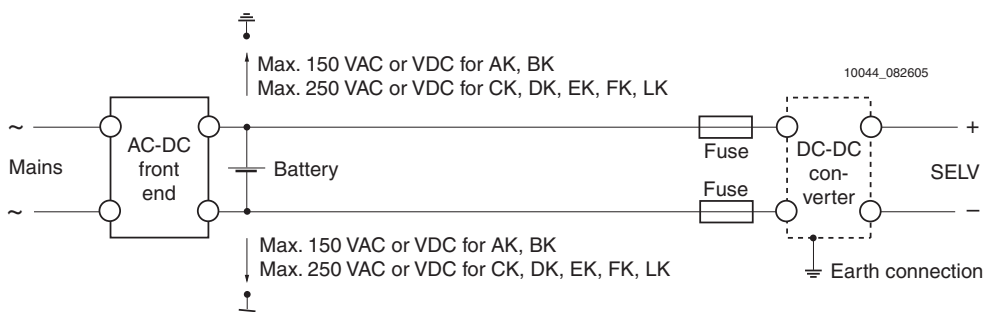 Max. 150 VAC or VDC for AK, BK
Max. 250 VAC or VDC for CK, DK, EK, FK, LK
10044_082605
~
Mains
~
AC-DC
front
end
Battery
Fuse
Fuse
DC-DC
con-
verter
+
SELV
–
Max. 150 VAC or VDC for AK, BK
Max. 250 VAC or VDC for CK, DK, EK, FK, LK
Earth connection